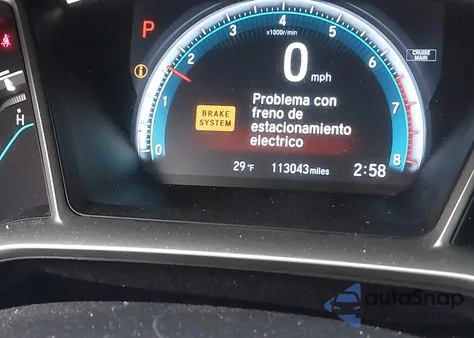 P
x1000r/min
0 1 2 3 4 5 6 7 8
CRUISE
MAIN
0 mph
BRAKE
SYSTEM
Problema con
freno de
estacionamiento
electrico
H
29°F 113043 miles 2:58
autoSnap